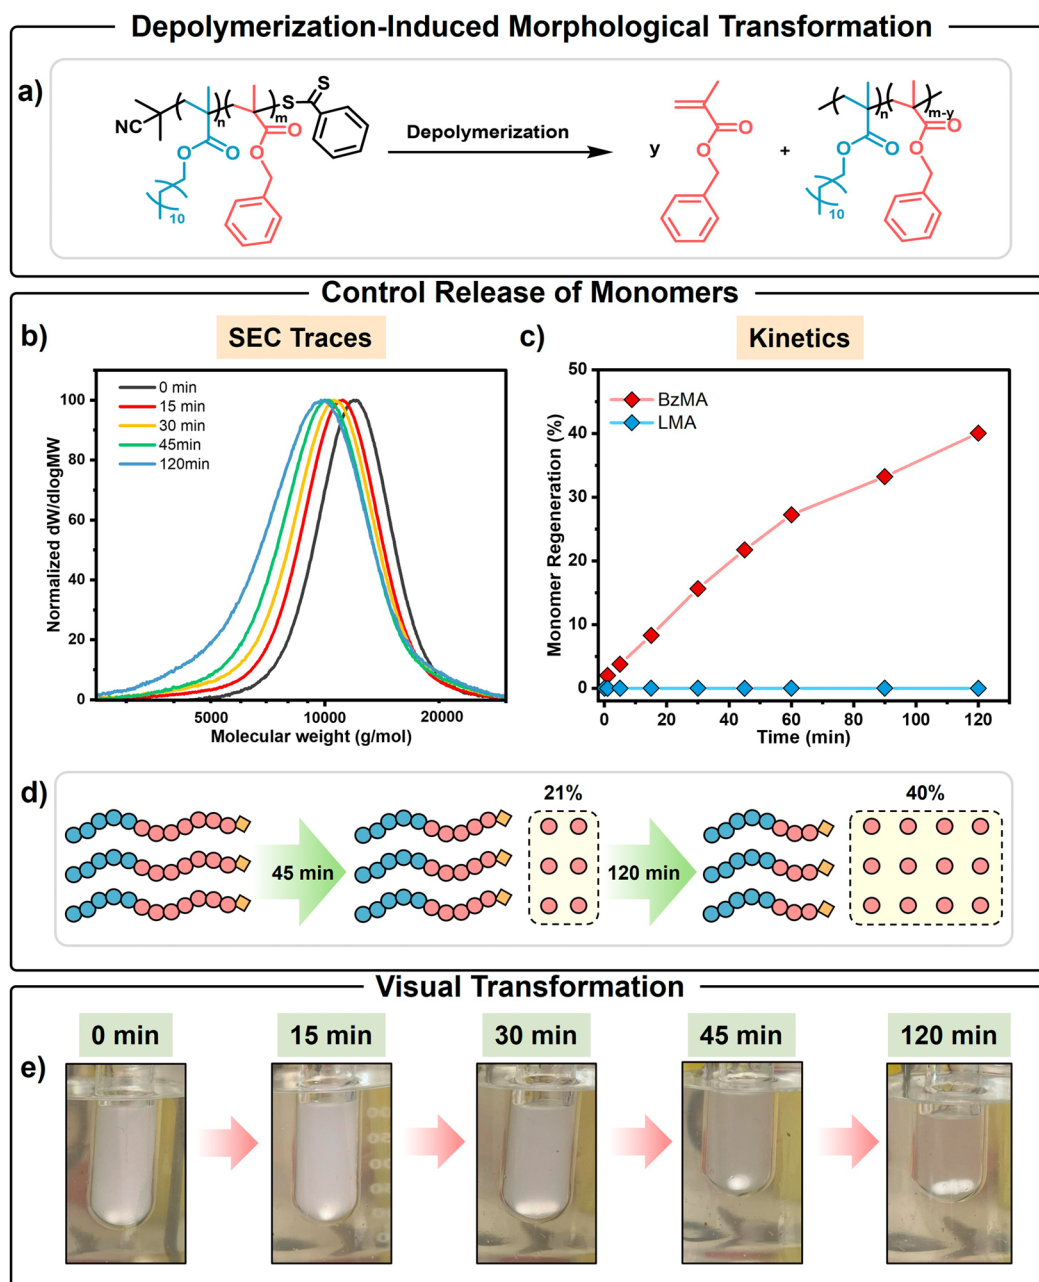 Depolymerization-Induced Morphological Transformation
a)
NC
n
m
S
S
O
O
O
O
10
Depolymerization
y
O
O
+
n
m-y
O
O
O
O
10
Control Release of Monomers
b)
SEC Traces
c)
Kinetics
Normalized dW/dlogMW
100
80
60
40
20
0
0 min
15 min
30 min
45min
120min
5000
10000
20000
Molecular weight (g/mol)
Monomer Regeneration (%)
50
40
30
20
10
0
BzMA
LMA
0
20
40
60
80
100
120
Time (min)
d)
45 min
21%
120 min
40%
Visual Transformation
e)
0 min
15 min
30 min
45 min
120 min